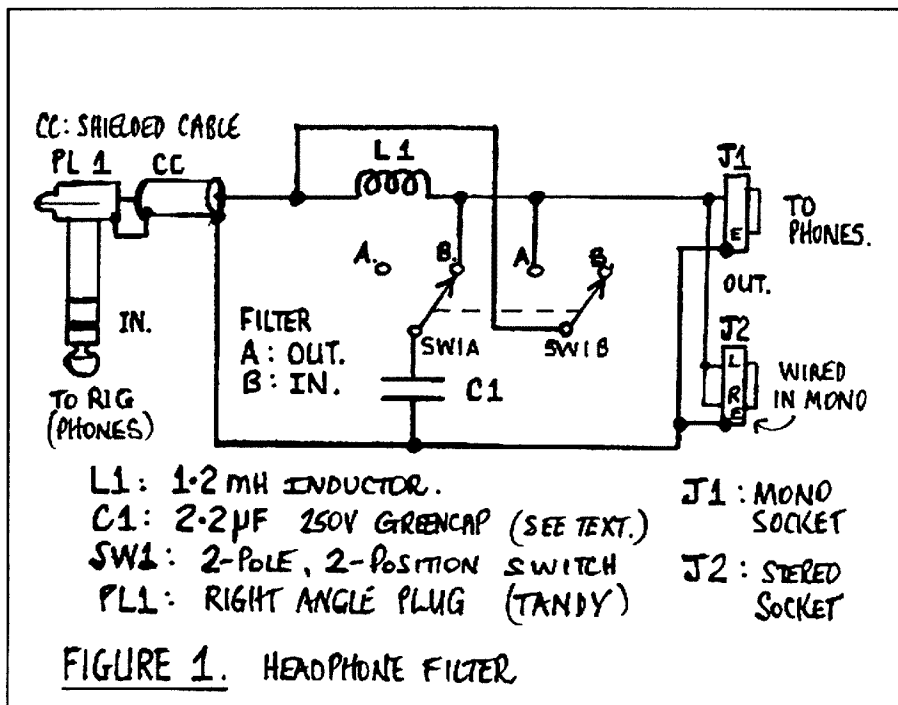 CC: SHIELDED CABLE
PL 1
CC
L1
J1
TO
PHONES.
E
A.
B.
A
B
OUT.
IN.
FILTER
A: OUT.
B: IN.
SW1A
SW1B
J2
L
R
E
WIRED
IN MONO
C1
TO RIG
(PHONES)
L1: 1.2 mH INDUCTOR.
C1: 2.2µF 250V GREENCAP (SEE TEXT.)
SW1: 2-POLE, 2-POSITION SWITCH
PL1: RIGHT ANGLE PLUG (TANDY)
J1: MONO
SOCKET
J2: STEREO
SOCKET
FIGURE 1. HEADPHONE FILTER